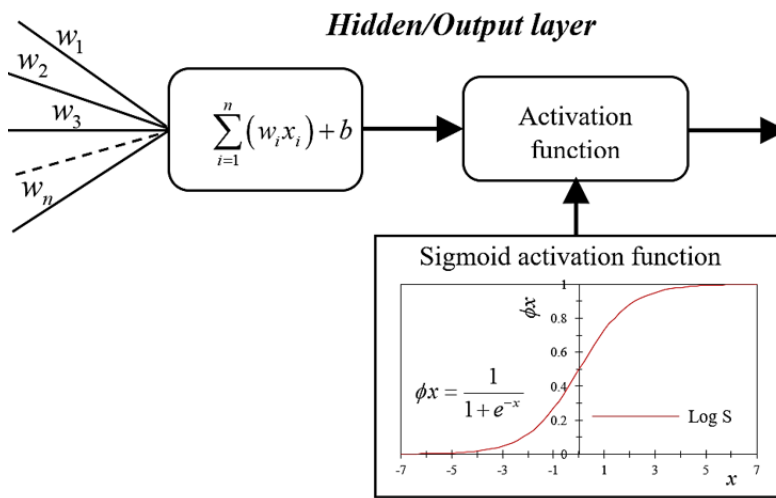 Hidden/Output layer
w₁
w₂
w₃
wₙ
∑ⁿᵢ₌₁(wᵢxᵢ)+b
Activation
function
Sigmoid activation function
1
0.8
0.6
0.4
0.2
0
ϕx
ϕx = 1/(1+e⁻ˣ)
Log S
-7 -5 -3 -1 1 3 5 7
x